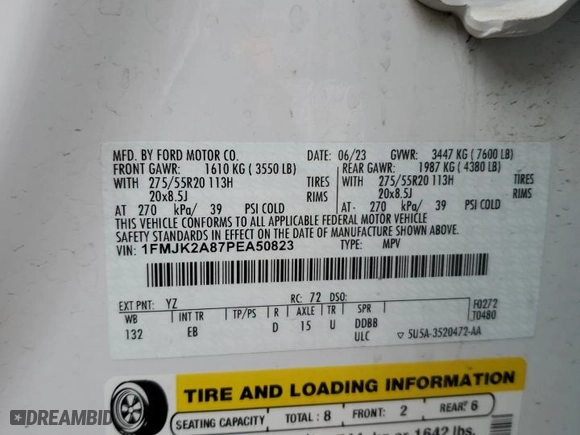 MFD. BY FORD MOTOR CO. DATE: 06/23 GVWR: 3447 KG ( 7600 LB)
FRONT GAWR: 1610 KG ( 3550 LB) REAR GAWR: 1987 KG ( 4380 LB)
WITH 275/55R20 113H TIRES WITH 275/55R20 113H TIRES
20x8.5J RIMS 20x8.5J RIMS
AT 270 kPa/ 39 PSI COLD AT 270 kPa/ 39 PSI COLD
THIS VEHICLE CONFORMS TO ALL APPLICABLE FEDERAL MOTOR VEHICLE
SAFETY STANDARDS IN EFFECT ON THE DATE OF MANUFACTURE SHOWN ABOVE.
VIN: 1FMJK2A87PEA50823 TYPE: MPV
EXT PNT: YZ RC: 72 DSO: F0272
WB INT TR TP/PS R AXLE TR SPR T0480
132 EB D 15 U DDBB
ULC ▽ 5U5A-3520472-AA
TIRE AND LOADING INFORMATION
SEATING CAPACITY TOTAL: 8 FRONT: 2 REAR: 6
kg or 1642 lbs.
DREAMBID